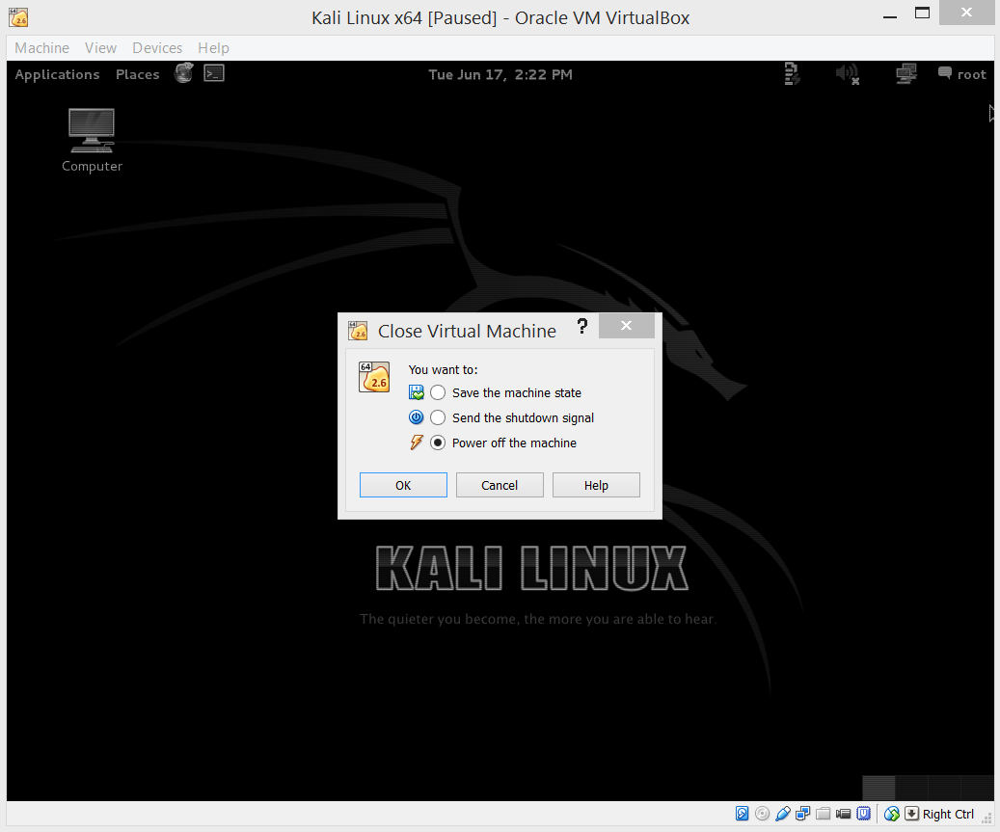 Kali Linux x64 [Paused] - Oracle VM VirtualBox
Machine View Devices Help
Applications Places >_ Tue Jun 17, 2:22 PM root
Computer
Close Virtual Machine ?
64 2.6 You want to:
Save the machine state
Send the shutdown signal
Power off the machine
OK Cancel Help
KALI LINUX
The quieter you become, the more you are able to hear.
Right Ctrl